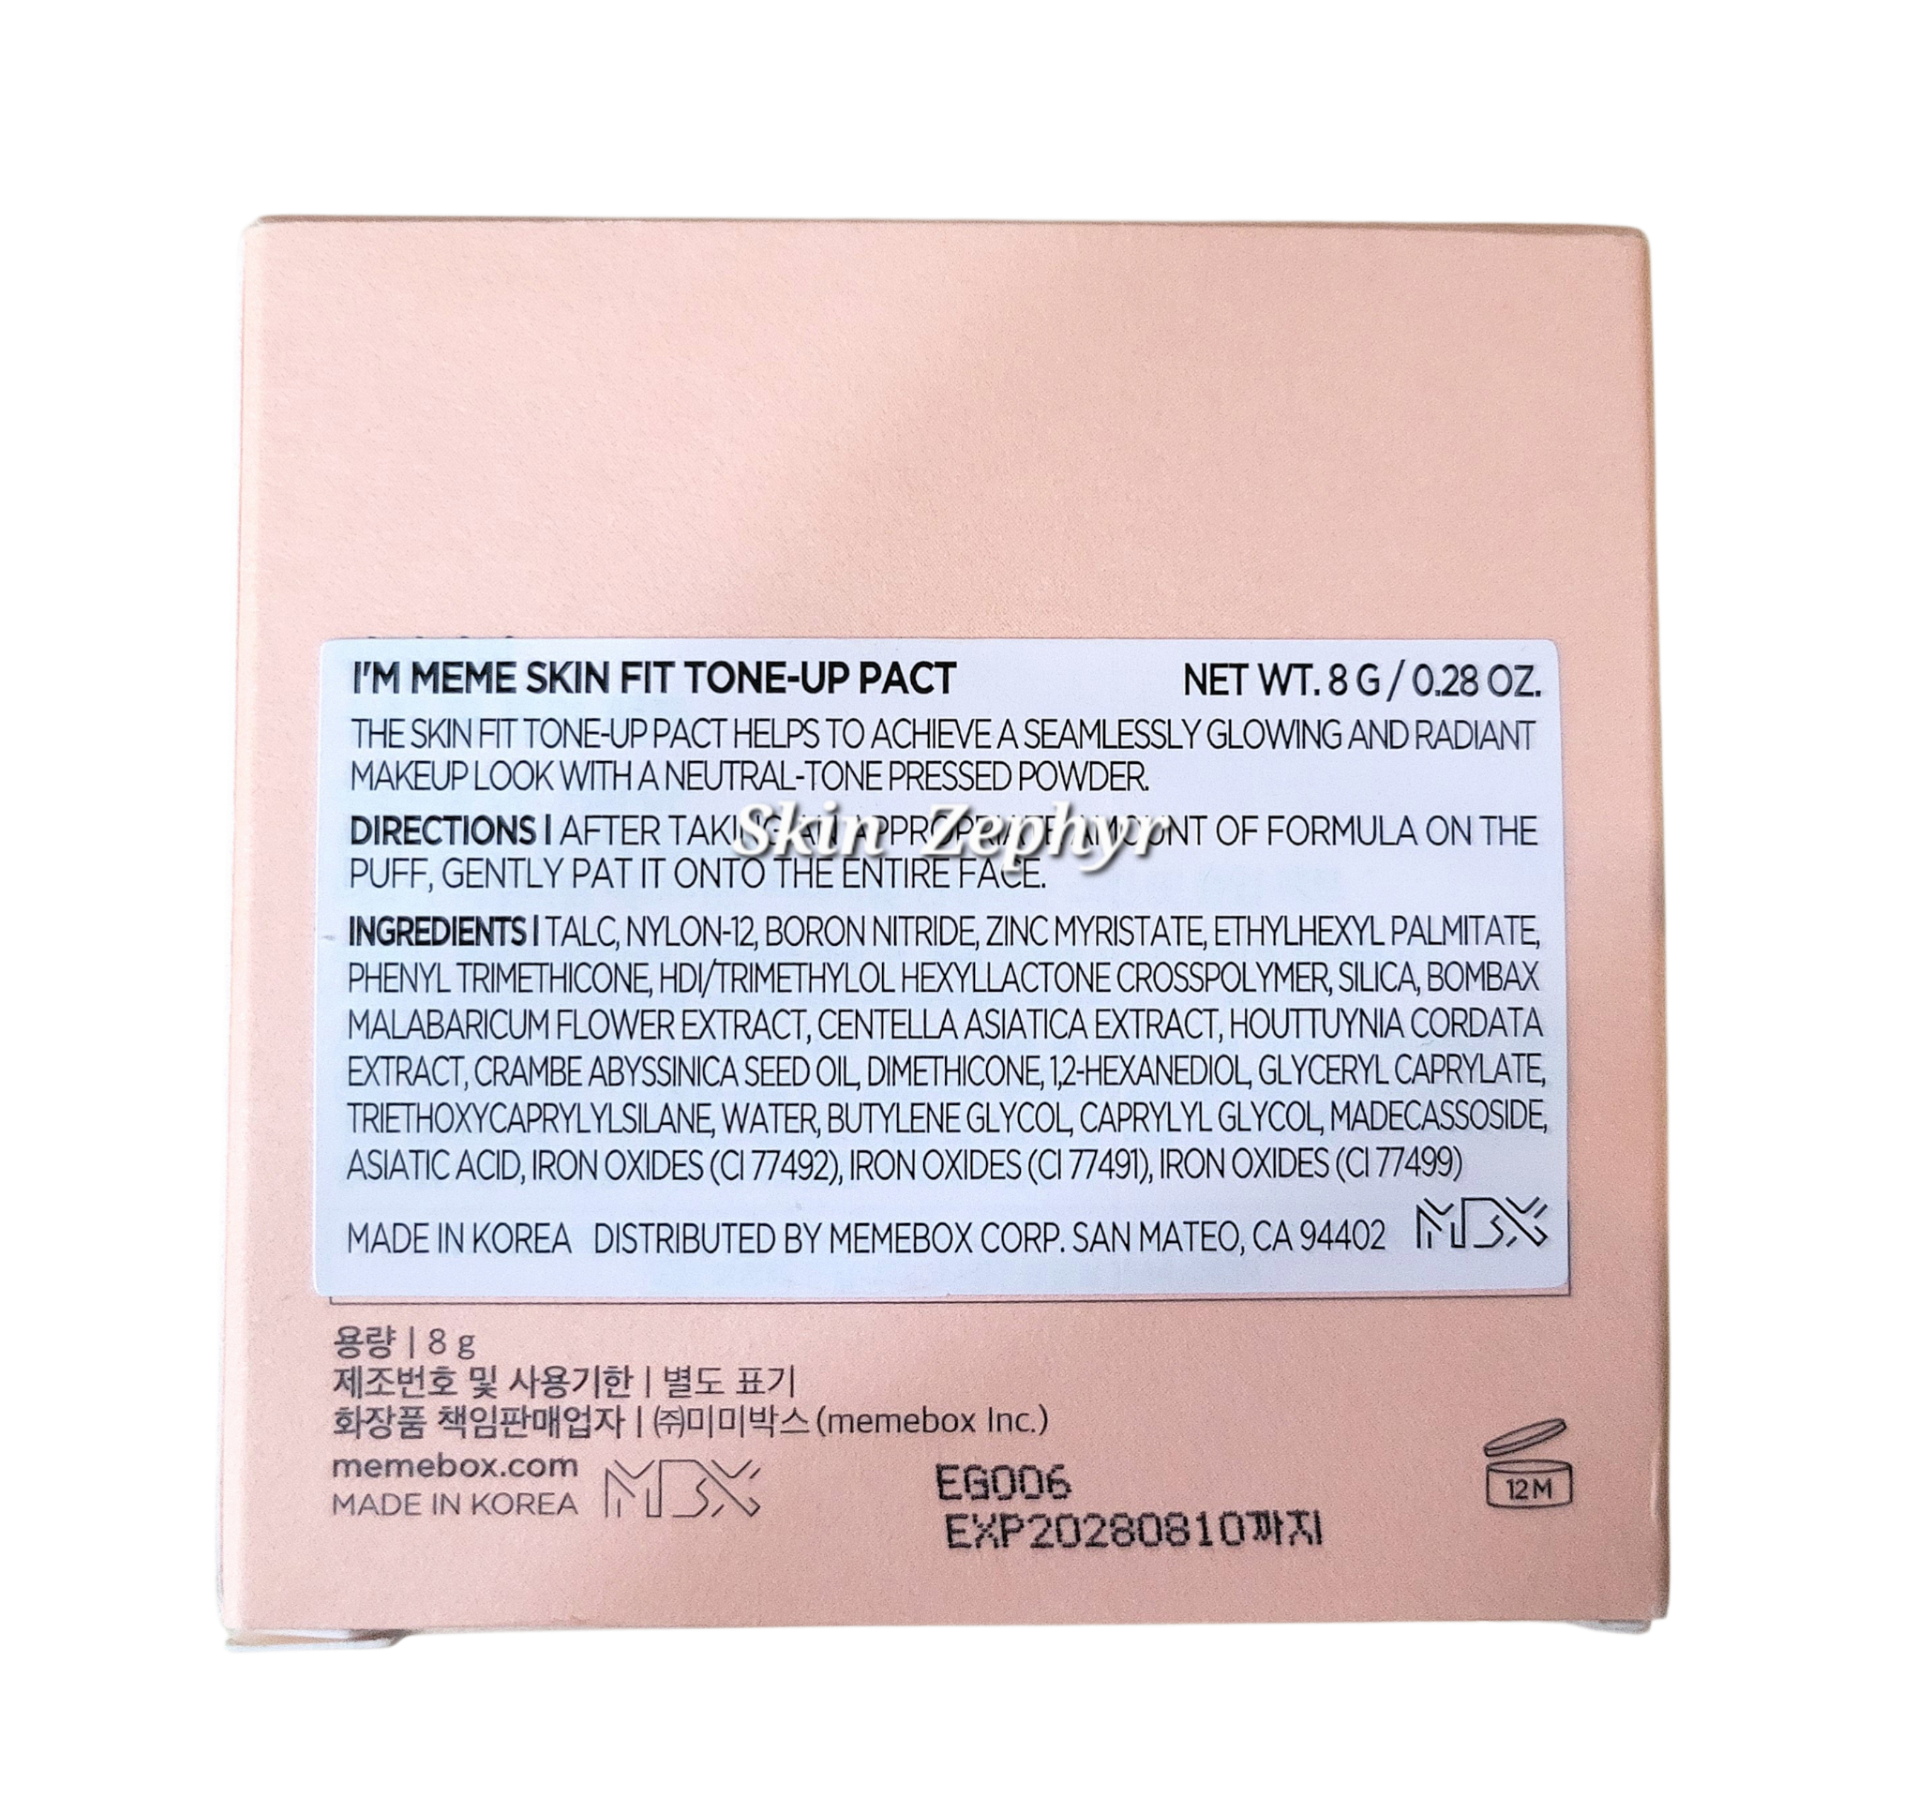 I'M MEME SKIN FIT TONE-UP PACT NET WT. 8 G / 0.28 OZ.
THE SKIN FIT TONE-UP PACT HELPS TO ACHIEVE A SEAMLESSLY GLOWING AND RADIANT
MAKEUP LOOK WITH A NEUTRAL-TONE PRESSED POWDER.
Skin Zephyr
DIRECTIONS | AFTER TAKING AN APPROPRIATE AMOUNT OF FORMULA ON THE
PUFF, GENTLY PAT IT ONTO THE ENTIRE FACE.
INGREDIENTS | TALC, NYLON-12, BORON NITRIDE, ZINC MYRISTATE, ETHYLHEXYL PALMITATE,
PHENYL TRIMETHICONE, HDI/TRIMETHYLOL HEXYLLACTONE CROSSPOLYMER, SILICA, BOMBAX
MALABARICUM FLOWER EXTRACT, CENTELLA ASIATICA EXTRACT, HOUTTUYNIA CORDATA
EXTRACT, CRAMBE ABYSSINICA SEED OIL, DIMETHICONE, 1,2-HEXANEDIOL, GLYCERYL CAPRYLATE,
TRIETHOXYCAPRYLYLSILANE, WATER, BUTYLENE GLYCOL, CAPRYLYL GLYCOL, MADECASSOSIDE,
ASIATIC ACID, IRON OXIDES (CI 77492), IRON OXIDES (CI 77491), IRON OXIDES (CI 77499)
MADE IN KOREA DISTRIBUTED BY MEMEBOX CORP. SAN MATEO, CA 94402 MBX
용량 | 8 g
제조번호 및 사용기한 | 별도 표기
화장품 책임판매업자 | ㈜미미박스 (memebox Inc.)
memebox.com
MADE IN KOREA MBX
EG006
EXP20280810까지
12M